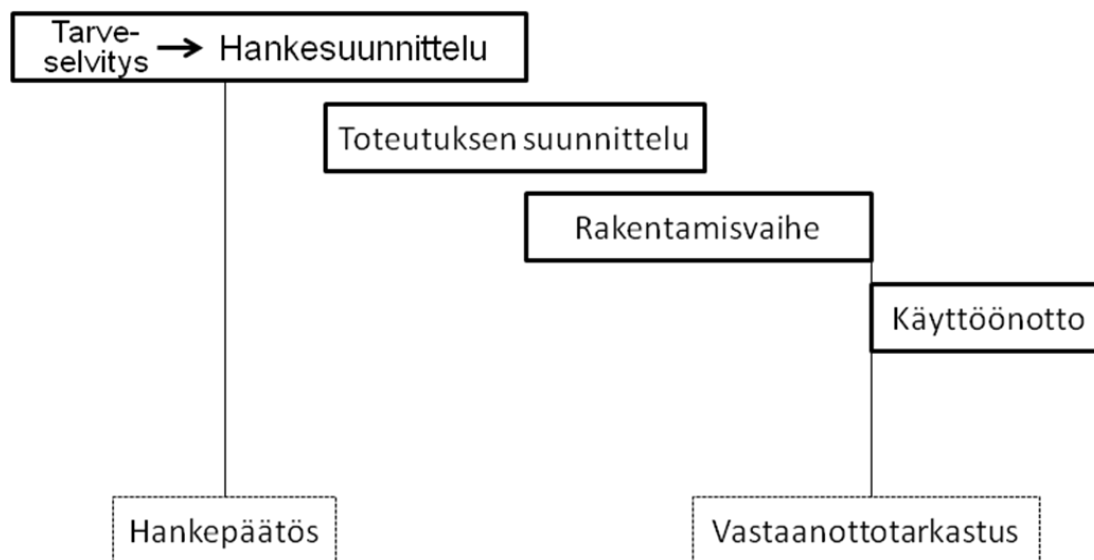 Tarve-
selvitys → Hankesuunnittelu
Toteutuksen suunnittelu
Rakentamisvaihe
Käyttöönotto
Hankepäätös
Vastaanottotarkastus